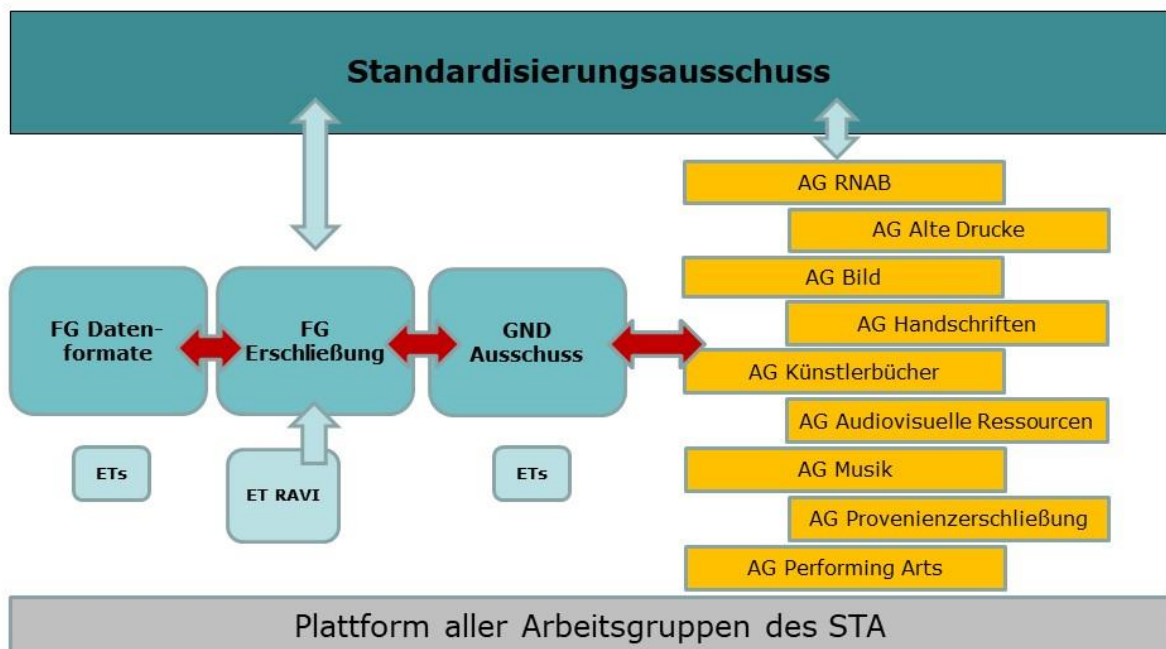 Standardisierungsausschuss
FG Daten-
formate
FG
Erschließung
GND
Ausschuss
ETs
ET RAVI
ETs
AG RNAB
AG Alte Drucke
AG Bild
AG Handschriften
AG Künstlerbücher
AG Audiovisuelle Ressourcen
AG Musik
AG Provenienzerschließung
AG Performing Arts
Plattform aller Arbeitsgruppen des STA